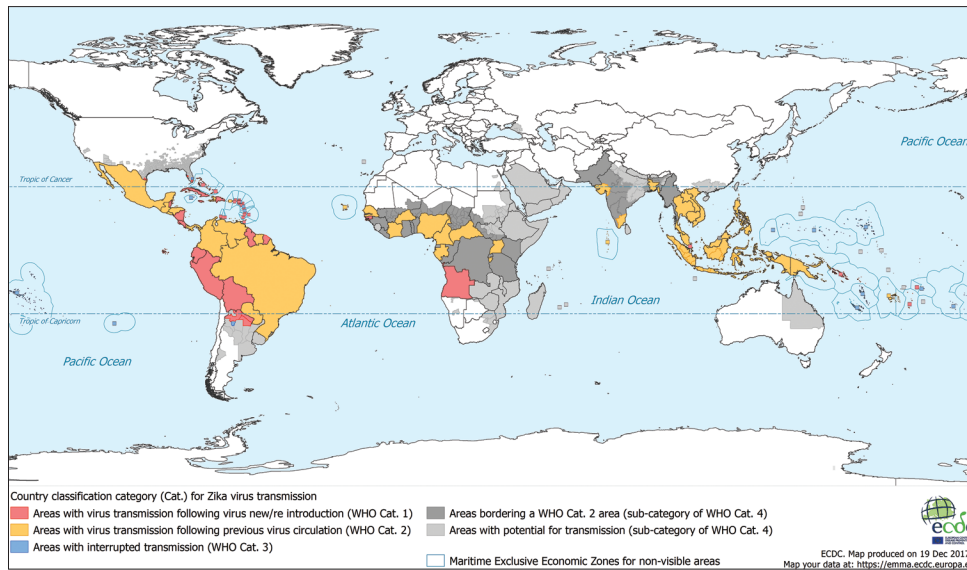 Pacific Ocean
Tropic of Cancer
Indian Ocean
Tropic of Capricorn
Atlantic Ocean
Pacific Ocean
Country classification category (Cat.) for Zika virus transmission
Areas with virus transmission following virus new/re introduction (WHO Cat. 1)
Areas with virus transmission following previous virus circulation (WHO Cat. 2)
Areas with interrupted transmission (WHO Cat. 3)
Areas bordering a WHO Cat. 2 area (sub-category of WHO Cat. 4)
Areas with potential for transmission (sub-category of WHO Cat. 4)
Maritime Exclusive Economic Zones for non-visible areas
ecdc
ECDC. Map produced on 19 Dec 2017
Map your data at: https://emma.ecdc.europa.e